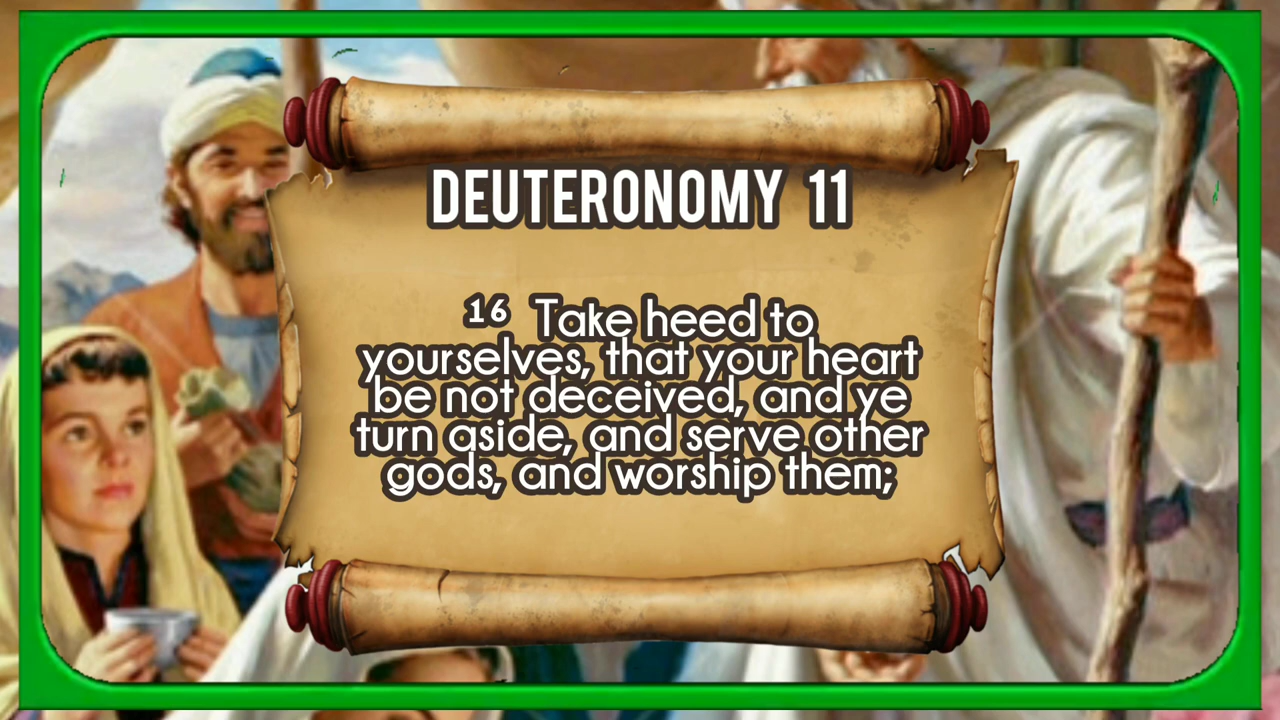 DEUTERONOMY 11
16 Take heed to
yourselves, that your heart
be not deceived, and ye
turn aside, and serve other
gods, and worship them;